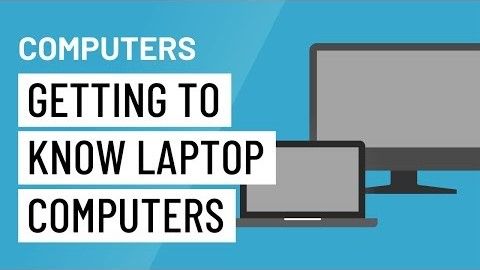 COMPUTERS
GETTING TO
KNOW LAPTOP
COMPUTERS